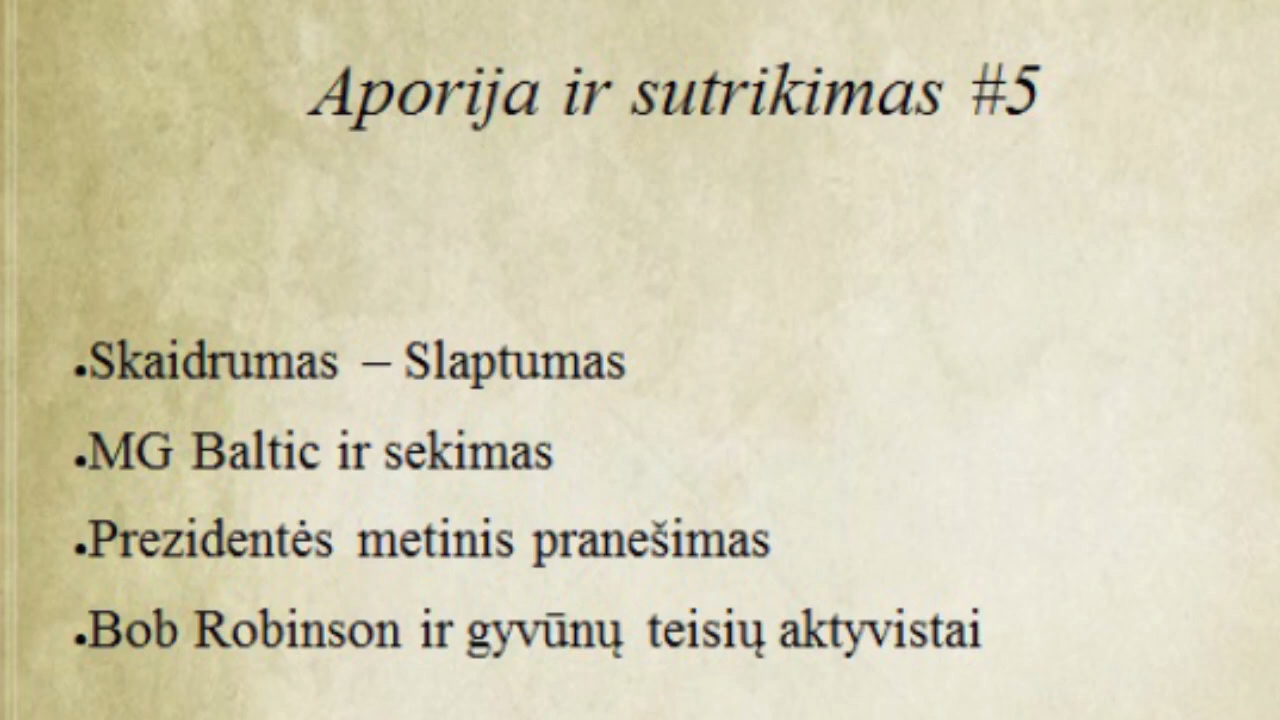 Aporija ir sutrikimas #5
•Skaidrumas – Slaptumas
•MG Baltic ir sekimas
•Prezidentės metinis pranešimas
•Bob Robinson ir gyvūnų teisių aktyvistai